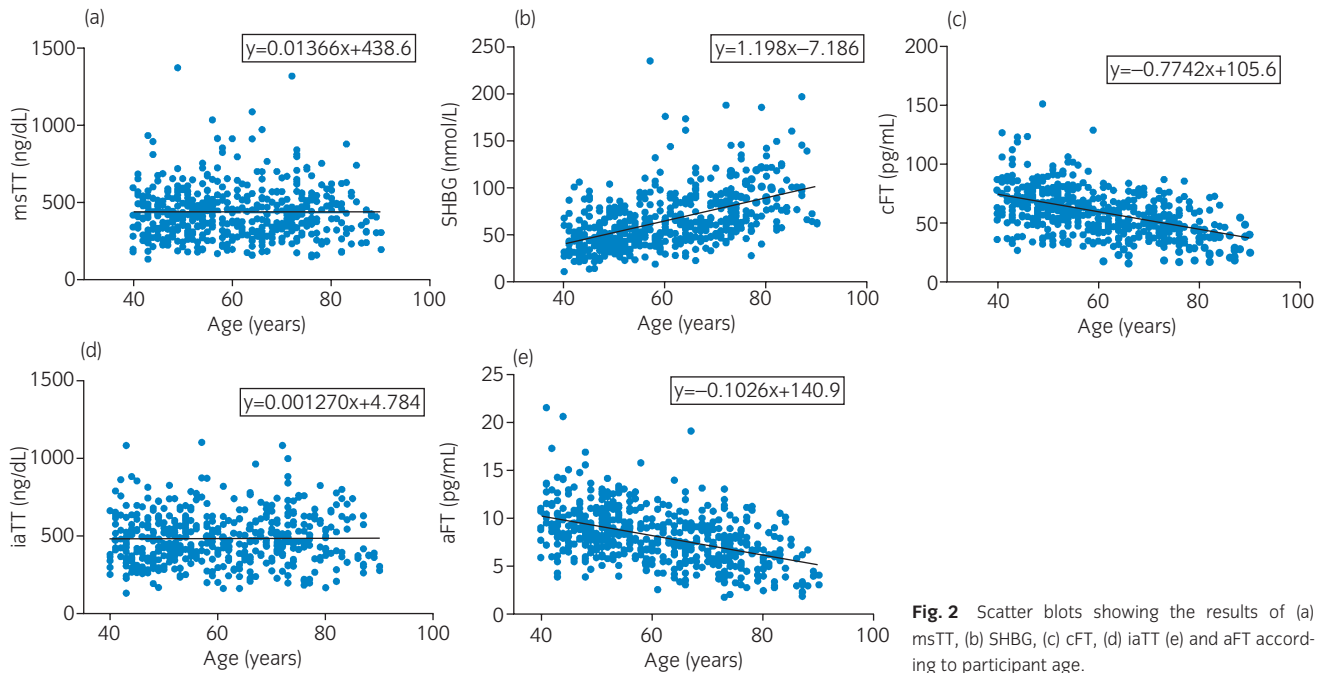 (a)
y=0.01366x+438.6
msTT (ng/dL)
1500
1000
500
0
40 60 80 100
Age (years)
(b)
y=1.198x−7.186
SHBG (nmol/L)
250
200
150
100
50
0
40 60 80 100
Age (years)
(c)
y=−0.7742x+105.6
cFT (pg/mL)
200
150
100
50
0
40 60 80 100
Age (years)
(d)
y=0.001270x+4.784
iaTT (ng/dL)
1500
1000
500
0
40 60 80 100
Age (years)
(e)
y=−0.1026x+140.9
aFT (pg/mL)
25
20
15
10
5
0
40 60 80 100
Age (years)
Fig. 2 Scatter blots showing the results of (a)
msTT, (b) SHBG, (c) cFT, (d) iaTT (e) and aFT accord-
ing to participant age.